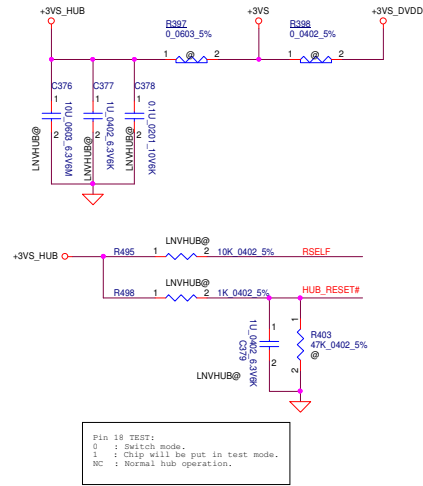 +3VS_HUB
+3VS
+3VS_DVDD
R397
0_0603_5%
R398
0_0402_5%
1
@
2
1
@
2
C376
C377
C378
1
1
1
2
2
2
10U_0603_6.3V6M
1U_0402_6.3V6K
0.1U_0201_10V6K
LNVHUB@
LNVHUB@
LNVHUB@
+3VS_HUB
LNVHUB@
R495
1
2
10K_0402_5%
RSELF
LNVHUB@
R498
1
2
1K_0402_5%
HUB_RESET#
1
2
1U_0402_6.3V6K
C379
LNVHUB@
1
2
R403
47K_0402_5%
@
Pin 18 TEST:
0 : Switch mode.
1 : Chip will be put in test mode.
NC : Normal hub operation.